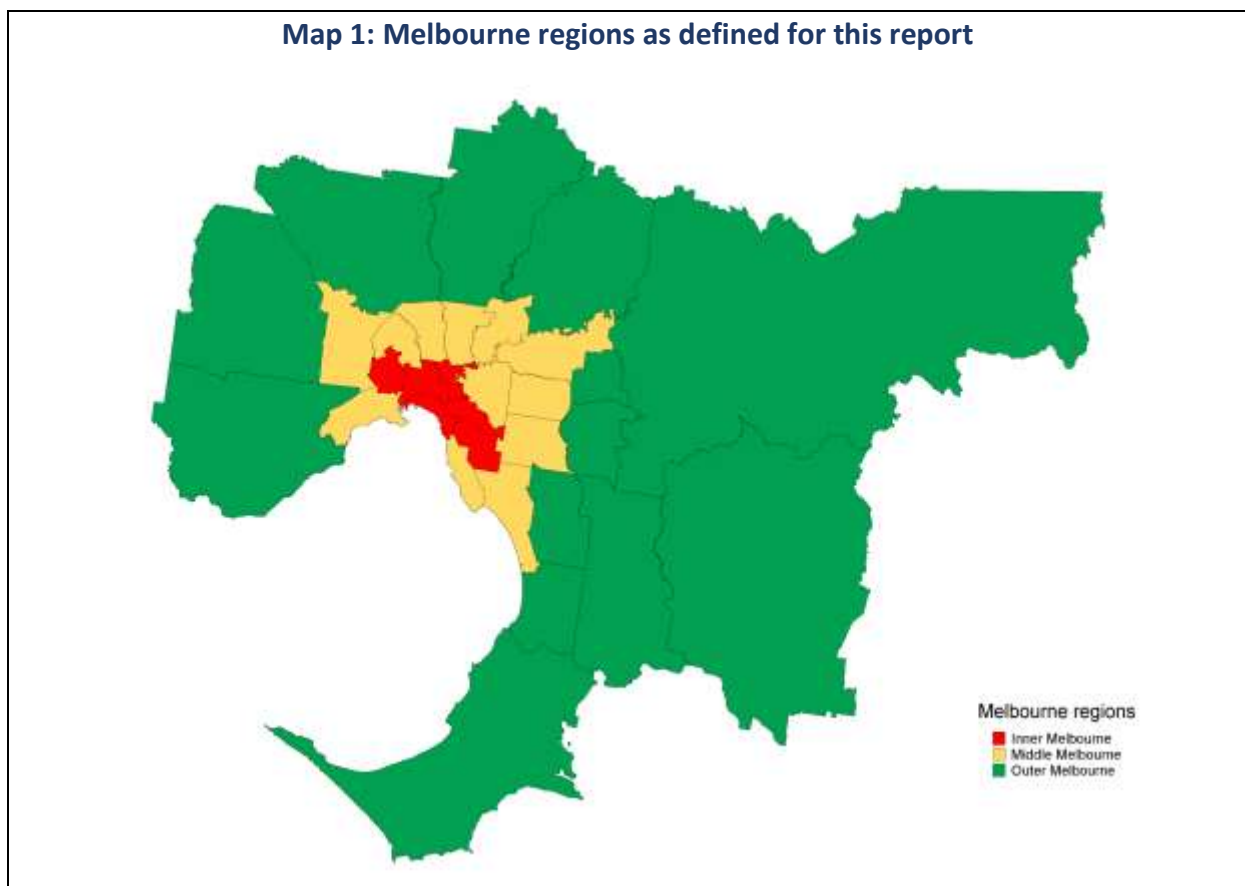 Map 1: Melbourne regions as defined for this report
Melbourne regions
Inner Melbourne
Middle Melbourne
Outer Melbourne